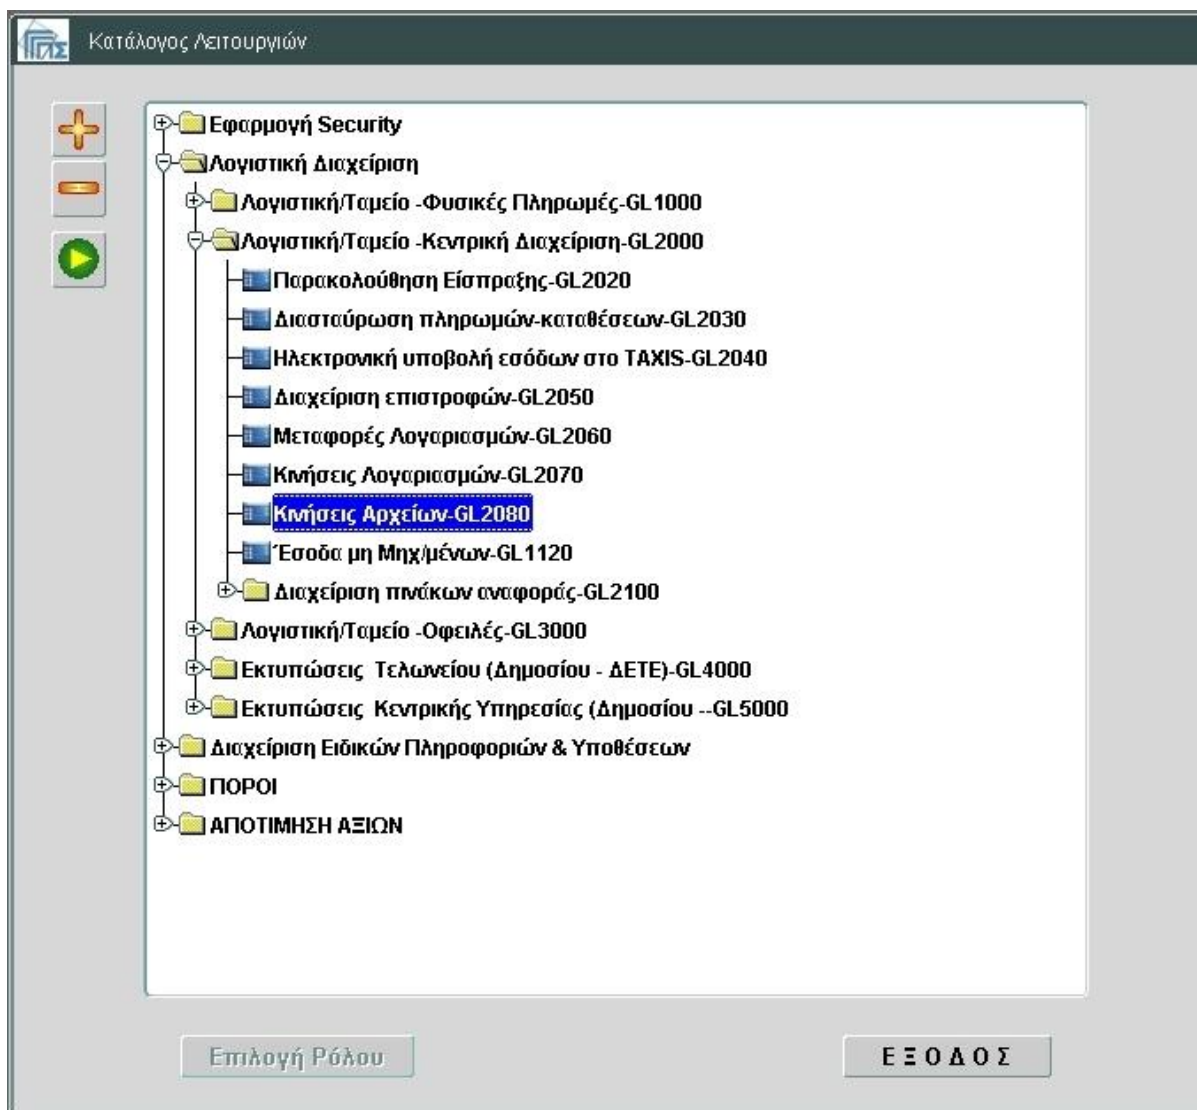 ΓΠΣ
Κατάλογος Λειτουργιών
Εφαρμογή Security
Λογιστική Διαχείριση
Λογιστική/Ταμείο -Φυσικές Πληρωμές-GL1000
Λογιστική/Ταμείο -Κεντρική Διαχείριση-GL2000
Παρακολούθηση Είσπραξης-GL2020
Διασταύρωση πληρωμών-καταθέσεων-GL2030
Ηλεκτρονική υποβολή εσόδων στο TAXIS-GL2040
Διαχείριση επιστροφών-GL2050
Μεταφορές Λογαριασμών-GL2060
Κινήσεις Λογαριασμών-GL2070
Κινήσεις Αρχείων-GL2080
Έσοδα μη Μηχ/μένων-GL1120
Διαχείριση πινάκων αναφοράς-GL2100
Λογιστική/Ταμείο -Οφειλές-GL3000
Εκτυπώσεις Τελωνείου (Δημοσίου - ΔΕΤΕ)-GL4000
Εκτυπώσεις Κεντρικής Υπηρεσίας (Δημοσίου --GL5000
Διαχείριση Ειδικών Πληροφοριών & Υποθέσεων
ΠΟΡΟΙ
ΑΠΟΤΙΜΗΣΗ ΑΞΙΩΝ
Επιλογή Ρόλου
Ε Ξ Ο Δ Ο Σ